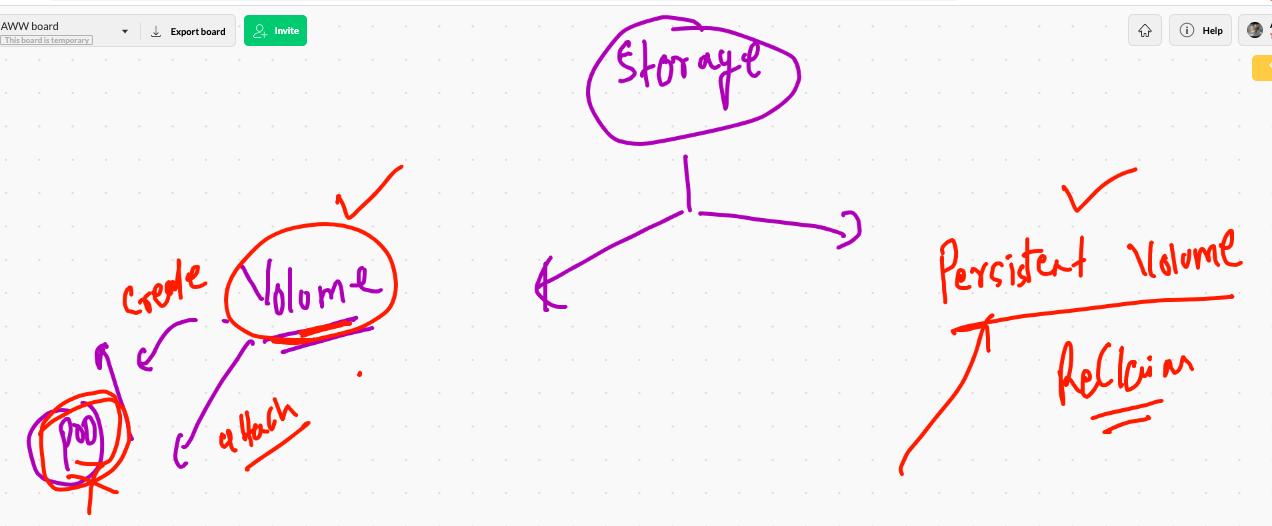 AWW board
This board is temporary
Export board
Invite
Help
Storage
Volume
create
attach
POD
Persistent Volume
Reclaim